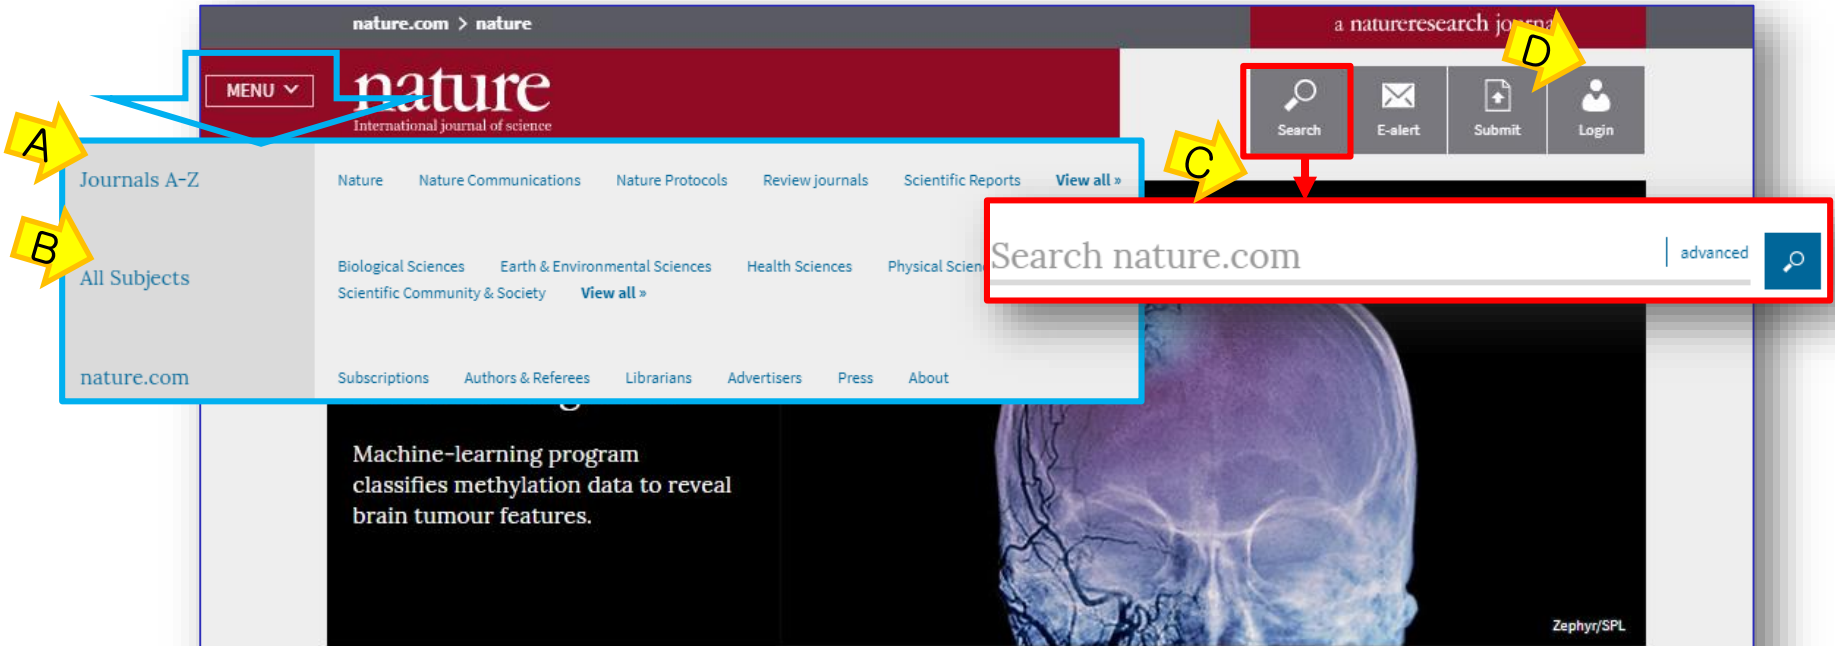 nature.com > nature
a natureresearch journal
D
MENU
nature
International journal of science
Search
E-alert
Submit
Login
A
C
Journals A-Z
Nature Nature Communications Nature Protocols Review journals Scientific Reports View all »
B
All Subjects
Biological Sciences Earth & Environmental Sciences Health Sciences Physical
Scientific Community & Society View all »
Search nature.com
advanced
nature.com
Subscriptions Authors & Referees Librarians Advertisers Press About
Machine-learning program
classifies methylation data to reveal
brain tumour features.
Zephyr/SPL